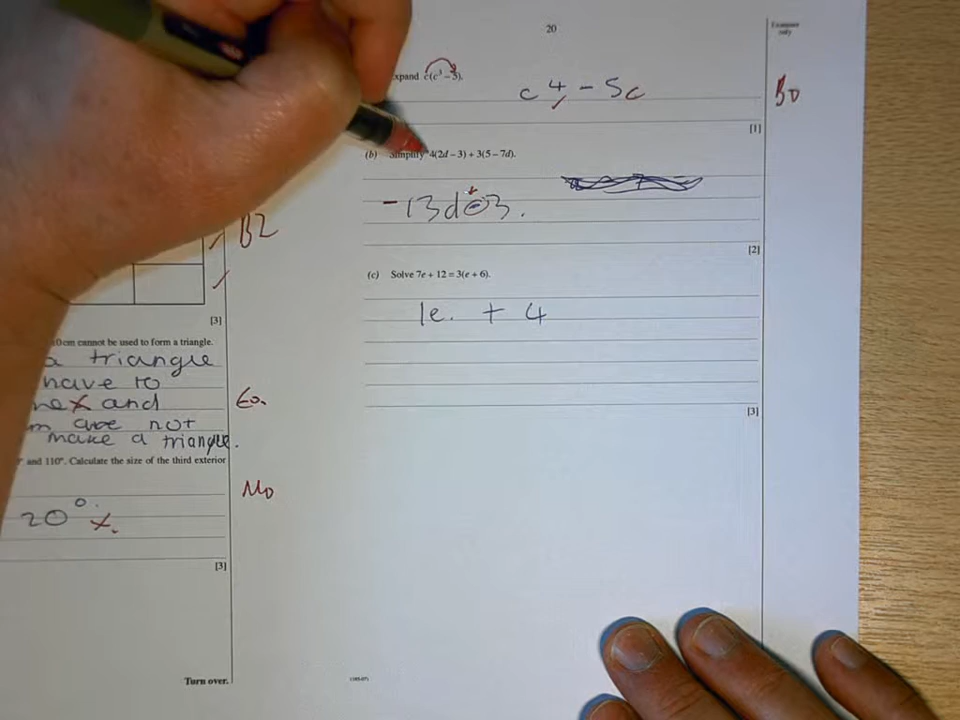 20
Examiner
only
xpand c(c³ – 5).
c4 – 5c
B0
[1]
(b) Simplify 4(2d – 3) + 3(5 – 7d).
-13d 3.
[2]
(c) Solve 7e + 12 = 3(e + 6).
1e. + 4
[3]
B2
[3]
10cm cannot be used to form a triangle.
a triangle
have to
and
are not
make a triangle.
E0.
° and 110°. Calculate the size of the third exterior
20°.
M0
[3]
Turn over.